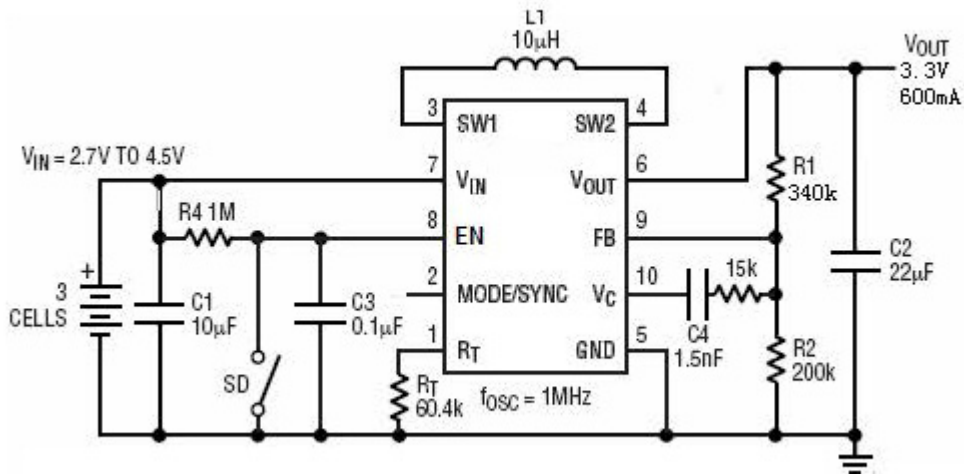 L1
10µH
VOUT
3. 3V
600mA
3
4
SW1
SW2
VIN = 2.7V TO 4.5V
7
6
VIN
VOUT
R1
340k
R4 1M
8
9
EN
FB
+
3
CELLS
C1
10µF
C3
0.1µF
2
10
15k
MODE/SYNC
VC
C2
22µF
C4
1.5nF
1
5
RT
GND
R2
200k
SD
RT
60.4k
fOSC = 1MHz